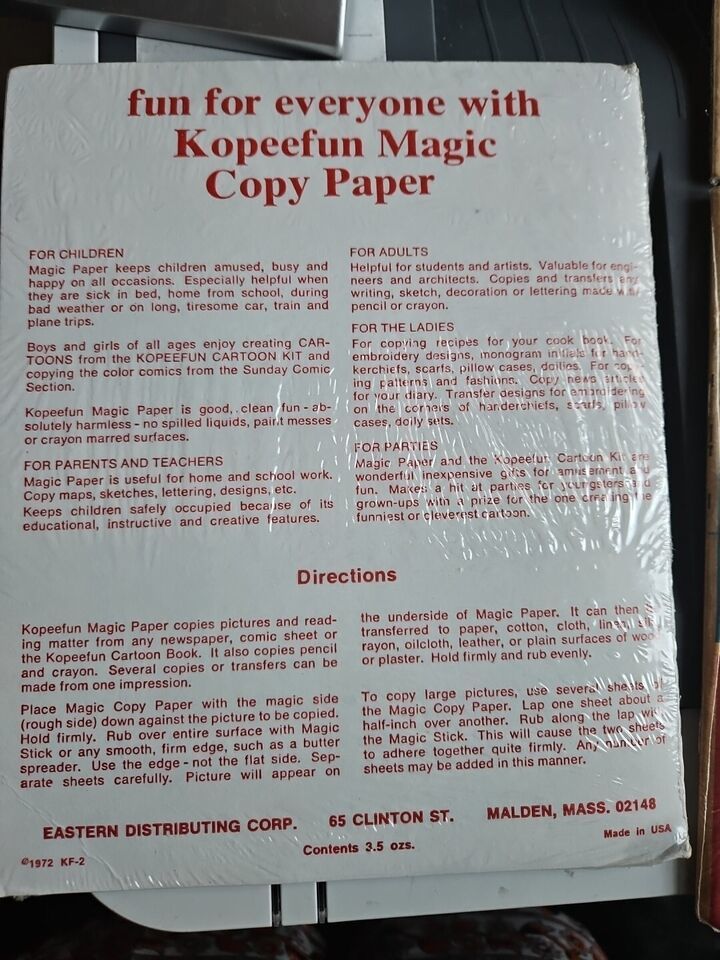 fun for everyone with
Kopeefun Magic
Copy Paper
FOR CHILDREN
Magic Paper keeps children amused, busy and
happy on all occasions. Especially helpful when
they are sick in bed, home from school, during
bad weather or on long, tiresome car, train and
plane trips.
Boys and girls of all ages enjoy creating CAR-
TOONS from the KOPEEFUN CARTOON KIT and
copying the color comics from the Sunday Comic
Section.
Kopeefun Magic Paper is good, clean fun - ab-
solutely harmless - no spilled liquids, paint messes
or crayon marred surfaces.
FOR PARENTS AND TEACHERS
Magic Paper is useful for home and school work.
Copy maps, sketches, lettering, designs, etc.
Keeps children safely occupied because of its
educational, instructive and creative features.
FOR ADULTS
Helpful for students and artists. Valuable for engi-
neers and architects. Copies and transfers any
writing, sketch, decoration or lettering made with
pencil or crayon.
FOR THE LADIES
For copying recipes for your cook book. For
embroidery designs, monogram initials for hand-
kerchiefs, scarfs, pillow cases, doilies. For copy-
ing patterns and fashions. Copy news articles
for your diary. Transfer designs for embroidering
on the corners of handerchiefs, scarfs, pillow
cases, doily sets.
FOR PARTIES
Magic Paper and the Kopeefun Cartoon Kit are
wonderful inexpensive gifts for amusement and
fun. Makes a hit at parties for youngsters and
grown-ups with a prize for the one creating the
funniest or cleverest cartoon.
Directions
Kopeefun Magic Paper copies pictures and read-
ing matter from any newspaper, comic sheet or
the Kopeefun Cartoon Book. It also copies pencil
and crayon. Several copies or transfers can be
made from one impression.
Place Magic Copy Paper with the magic side
(rough side) down against the picture to be copied.
Hold firmly. Rub over entire surface with Magic
Stick or any smooth, firm edge, such as a butter
spreader. Use the edge - not the flat side. Sep-
arate sheets carefully. Picture will appear on
the underside of Magic Paper. It can then
transferred to paper, cotton, cloth, linen,
rayon, oilcloth, leather, or plain surfaces of wood
or plaster. Hold firmly and rub evenly.
To copy large pictures, use several sheets of
the Magic Copy Paper. Lap one sheet about a
half-inch over another. Rub along the lap with
the Magic Stick. This will cause the two sheets
to adhere together quite firmly. Any number of
sheets may be added in this manner.
EASTERN DISTRIBUTING CORP. 65 CLINTON ST. MALDEN, MASS. 02148
Made in USA
Contents 3.5 ozs.
©1972 KF-2